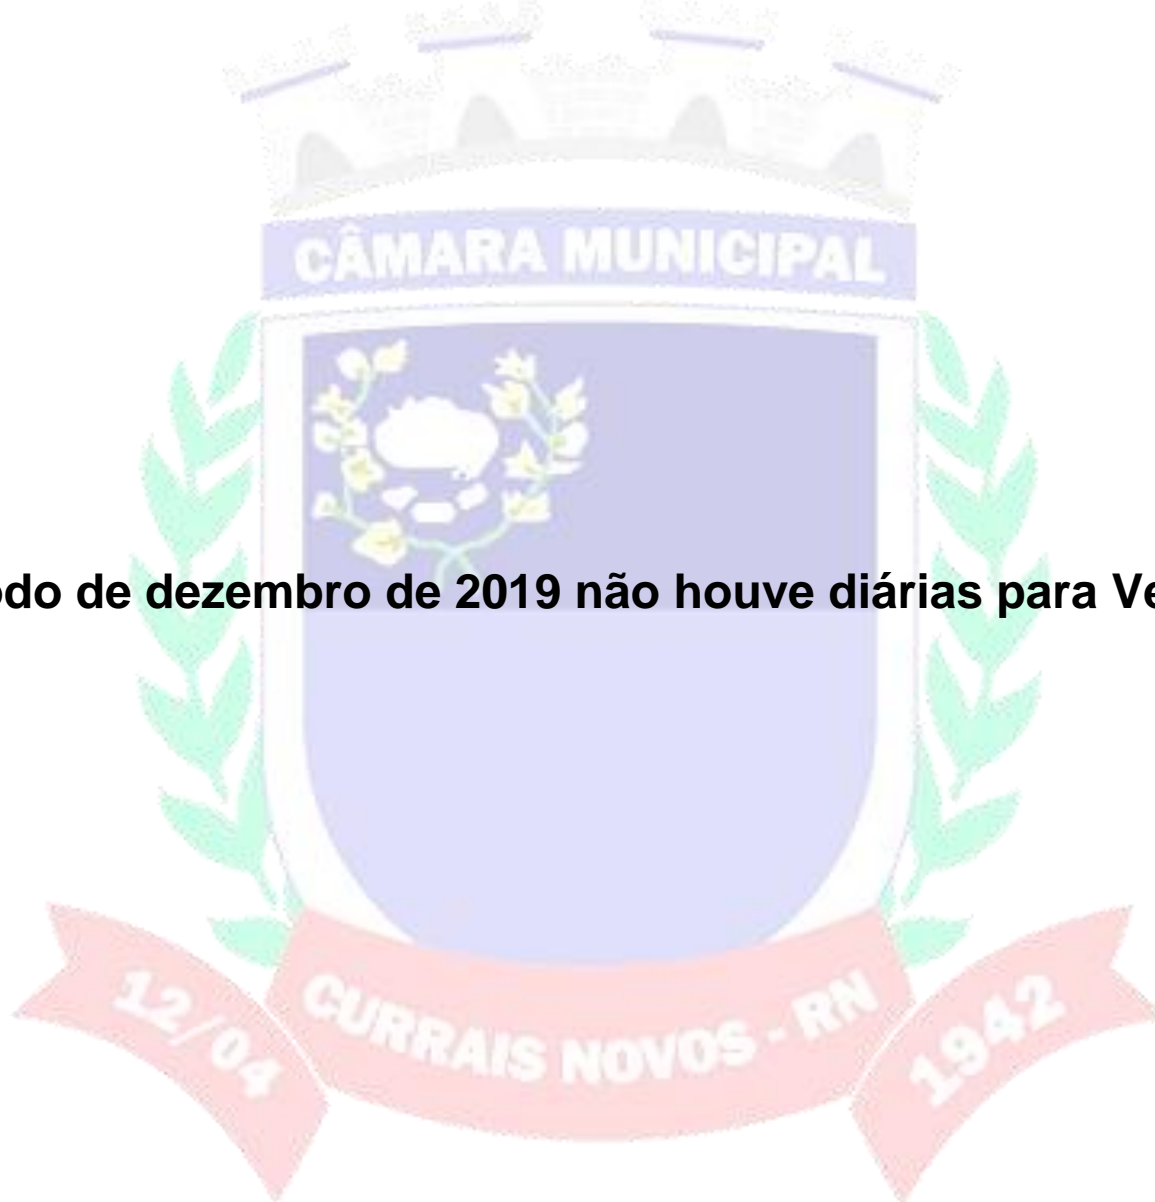 CÂMARA MUNICIPAL
odo de dezembro de 2019 não houve diárias para Ve
12/04
CURRAIS NOVOS - RN
1942